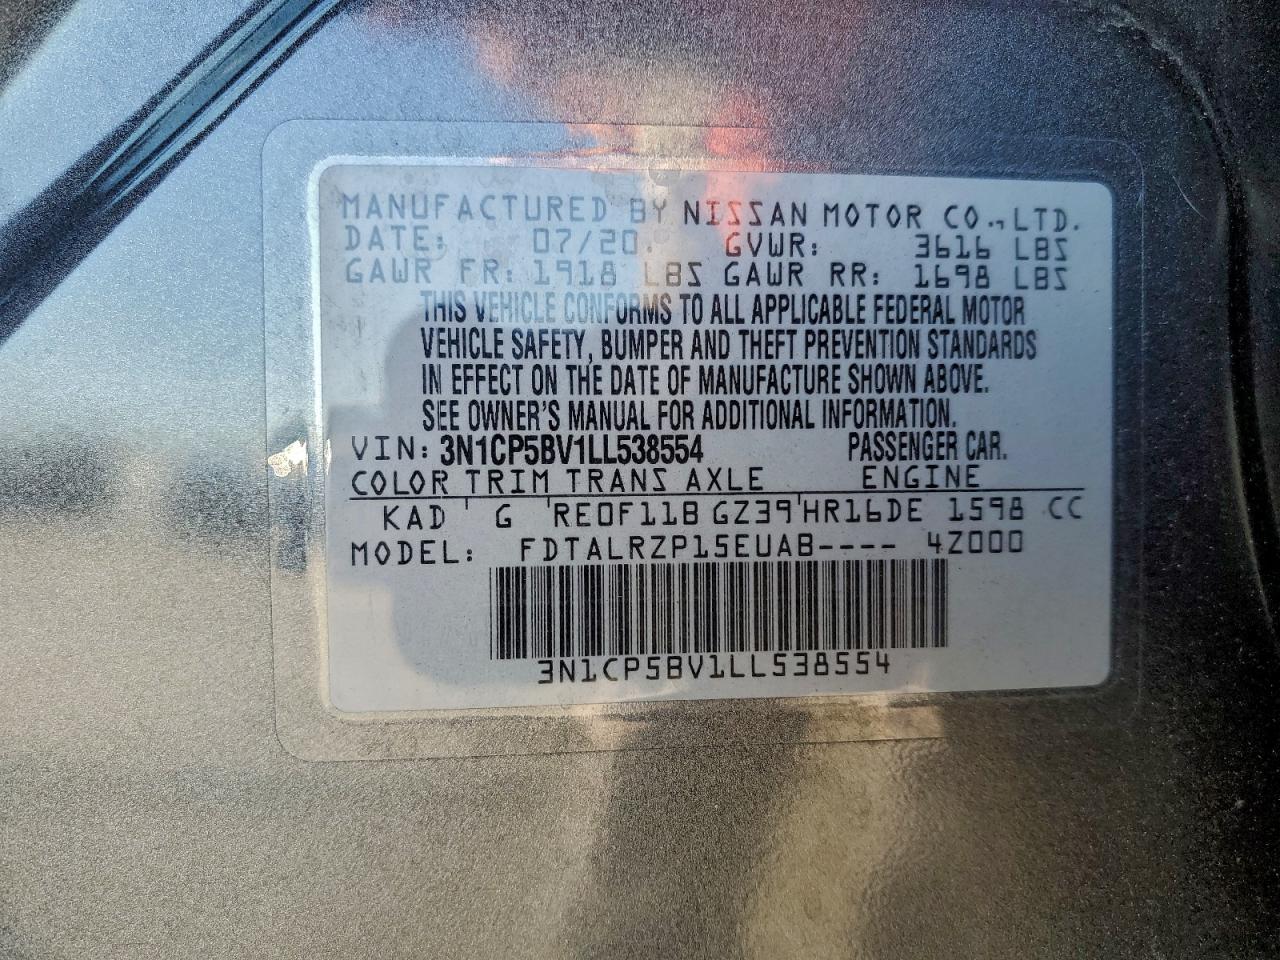 MANUFACTURED BY NISSAN MOTOR CO.,LTD.
DATE: 07/20. GVWR: 3616 LBS
GAWR FR: 1918 LBS GAWR RR: 1698 LBS
THIS VEHICLE CONFORMS TO ALL APPLICABLE FEDERAL MOTOR
VEHICLE SAFETY, BUMPER AND THEFT PREVENTION STANDARDS
IN EFFECT ON THE DATE OF MANUFACTURE SHOWN ABOVE.
SEE OWNER'S MANUAL FOR ADDITIONAL INFORMATION.
VIN: 3N1CP5BV1LL538554 PASSENGER CAR.
COLOR TRIM TRANS AXLE ENGINE
KAD G RE0F11B GZ39 HR16DE 1598 CC
MODEL: FDTALRZP15EUAB---- 4Z000
3N1CP5BV1LL538554